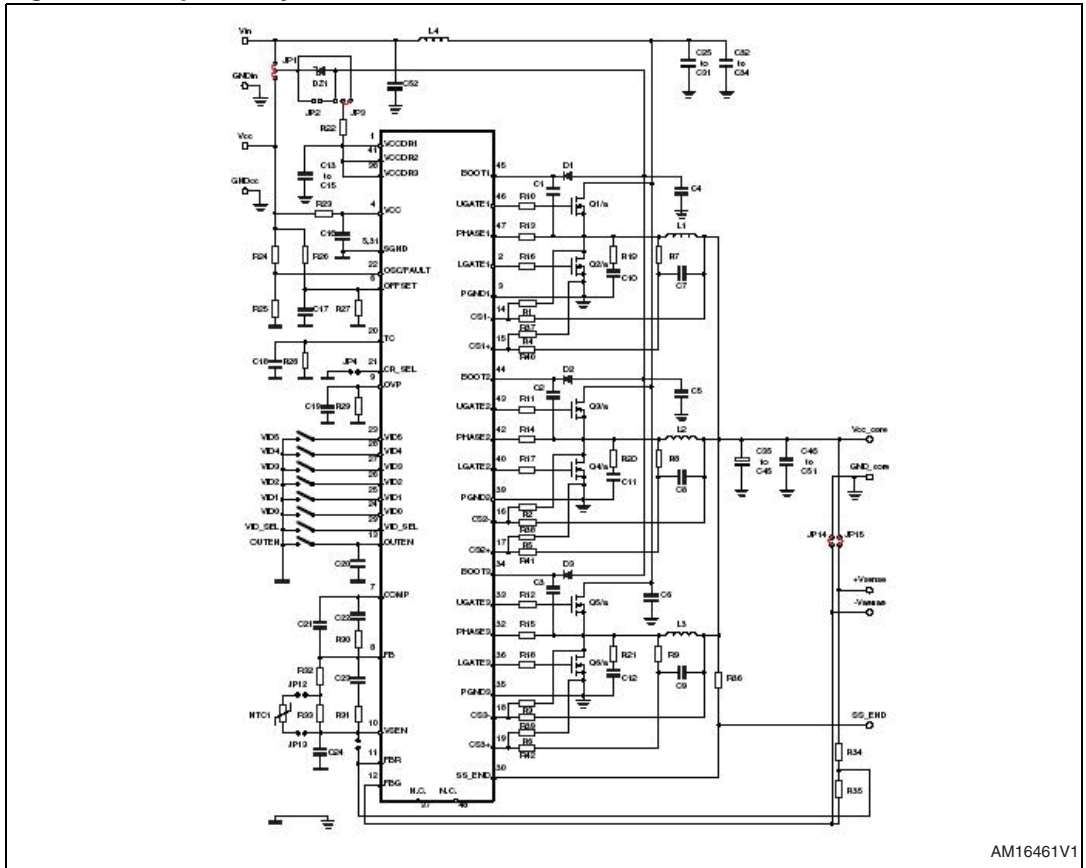 Vin
L4
C25
to
C31
C32
to
C34
JP1
GNDin
DZ1
C52
JP2
JP3
R22
Vcc
1
41
VCCDR1
VCCDR2
VCCDR3
C13
to
C15
GNDcc
R23
4
VCC
C16
5,31
SGND
R24
R26
22
OSC/FAULT
6
OFFSET
R25
C17
R27
20
TC
C18
R28
JP4
21
CR_SEL
9
OVP
C19
R29
VID5
23
VID5
VID4
28
VID4
VID3
27
VID3
VID2
26
VID2
VID1
25
VID1
VID0
24
VID0
VID_SEL
29
VID_SEL
OUTEN
13
OUTEN
C20
7
COMP
C21
C22
R30
8
FB
R32
C23
JP12
NTC1
R33
R31
JP13
10
VSEN
C24
11
FBR
12
FBG
N.C.
N.C.
37
48
45
BOOT1
D1
C1
C4
46
UGATE1
R10
Q1/a
47
PHASE1
R13
L1
2
LGATE1
R16
Q2/a
R19
C10
R7
C7
3
PGND1
14
CS1-
R1
R37
15
CS1+
R4
R40
44
BOOT2
D2
C2
C5
43
UGATE2
R11
Q3/a
42
PHASE2
R14
L2
40
LGATE2
R17
Q4/a
R20
C11
R8
C8
39
PGND2
16
CS2-
R2
R38
17
CS2+
R5
R41
34
BOOT3
D3
C3
C6
33
UGATE3
R12
Q5/a
32
PHASE3
R15
L3
36
LGATE3
R18
Q6/a
R21
C12
R9
C9
35
PGND3
18
CS3-
R3
R39
19
CS3+
R6
R42
30
SS_END
Vcc_core
C35
to
C45
C46
to
C51
GND_core
JP14
JP15
+Vsense
-Vsense
R36
SS_END
R34
R35
AM16461V1